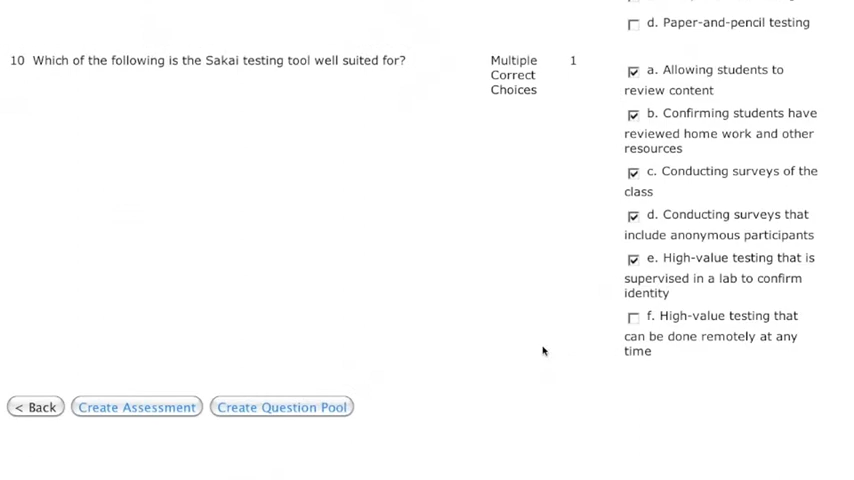 d. Paper-and-pencil testing
10 Which of the following is the Sakai testing tool well suited for?
Multiple
Correct
Choices
1
a. Allowing students to
review content
b. Confirming students have
reviewed home work and other
resources
c. Conducting surveys of the
class
d. Conducting surveys that
include anonymous participants
e. High-value testing that is
supervised in a lab to confirm
identity
f. High-value testing that
can be done remotely at any
time
< Back
Create Assessment
Create Question Pool